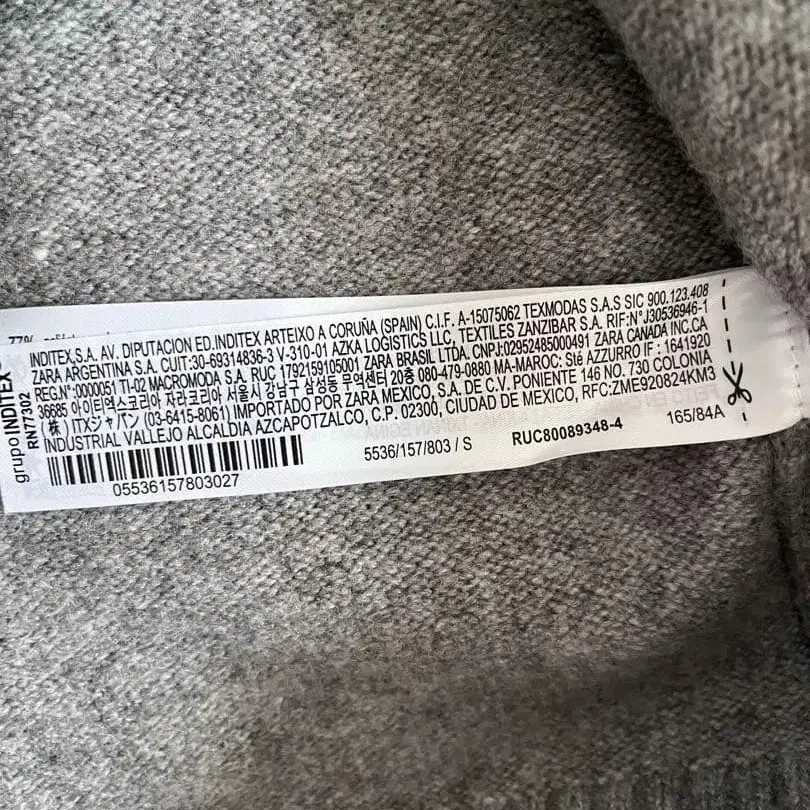 77%
grupo INDITEX
RN77302
INDITEX,S.A. AV. DIPUTACION ED.INDITEX ARTEIXO A CORUÑA (SPAIN) C.I.F. A-15075062 TEXMODAS S.A.S SIC 900.123.408
ZARA ARGENTINA S.A. CUIT:30-69314836-3 V-310-01 AZKA LOGISTICS LLC, TEXTILES ZANZIBAR S.A. RIF:N°J30536946-1
REG.N°:0000051 TI-02 MACROMODA S.A. RUC 1792159105001 ZARA BRASIL LTDA. CNPJ:02952485000491 ZARA CANADA INC.CA
36685 아이티엑스코리아 자라코리아 서울시 강남구 삼성동 무역센터 20층 080-479-0880 MA-MAROC: Sté AZZURRO IF : 1641920
(株) ITXジャパン (03-6415-8061) IMPORTADO POR ZARA MEXICO, S.A. DE C.V. PONIENTE 146 NO. 730 COLONIA
INDUSTRIAL VALLEJO ALCALDIA AZCAPOTZALCO, C.P. 02300, CIUDAD DE MEXICO, RFC:ZME920824KM3
05536157803027
5536/157/803 / S
RUC80089348-4
165/84A